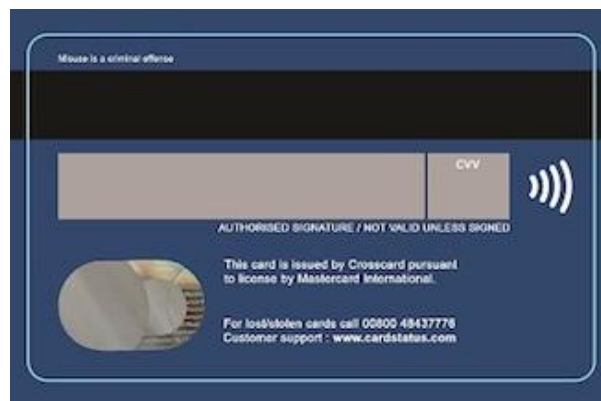 Misuse is a criminal offense
CVV
AUTHORISED SIGNATURE / NOT VALID UNLESS SIGNED
This card is issued by Crosscard pursuant
to license by Mastercard International.
For lost/stolen cards call 00800 48437776
Customer support : www.cardstatus.com